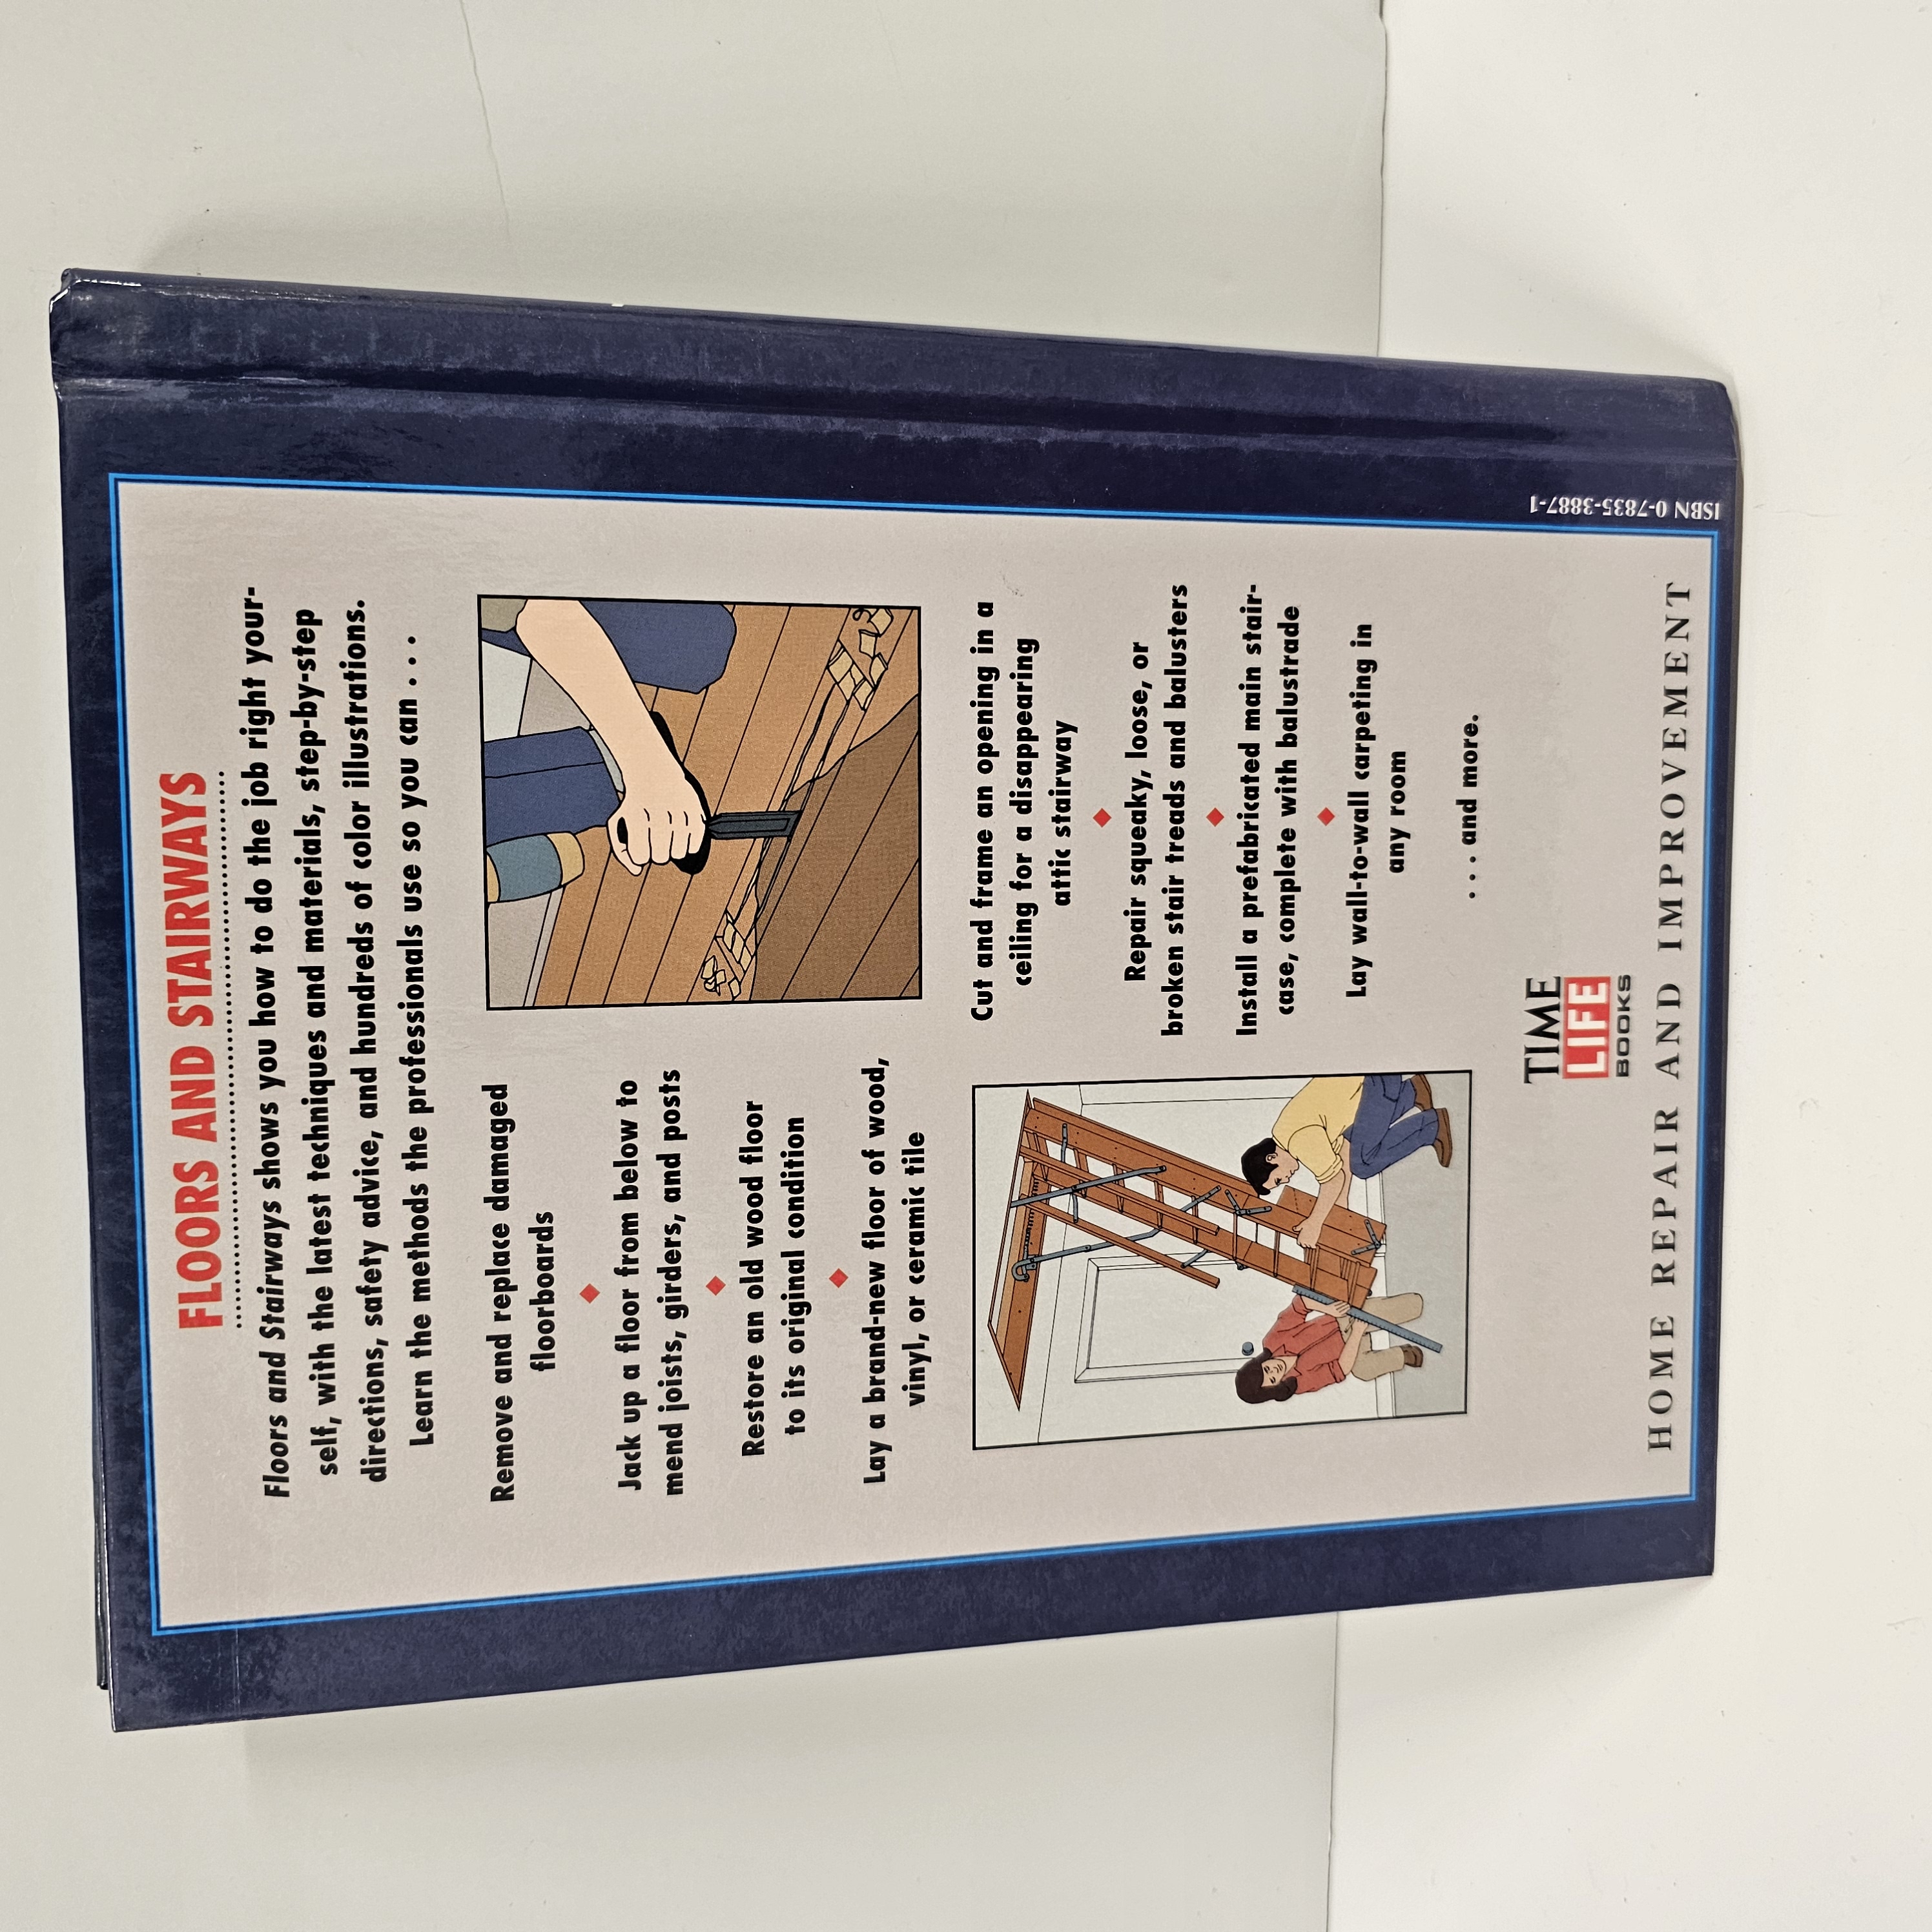 FLOORS AND STAIRWAYS
Floors and Stairways shows you how to do the job right your-
self, with the latest techniques and materials, step-by-step
directions, safety advice, and hundreds of color illustrations.
Learn the methods the professionals use so you can . . .
Remove and replace damaged
floorboards
Jack up a floor from below to
mend joists, girders, and posts
Restore an old wood floor
to its original condition
Lay a brand-new floor of wood,
vinyl, or ceramic tile
Cut and frame an opening in a
ceiling for a disappearing
attic stairway
Repair squeaky, loose, or
broken stair treads and balusters
Install a prefabricated main stair-
case, complete with balustrade
Lay wall-to-wall carpeting in
any room
. . . and more.
TIME
LIFE
BOOKS
HOME REPAIR AND IMPROVEMENT
ISBN 0-7835-3887-1